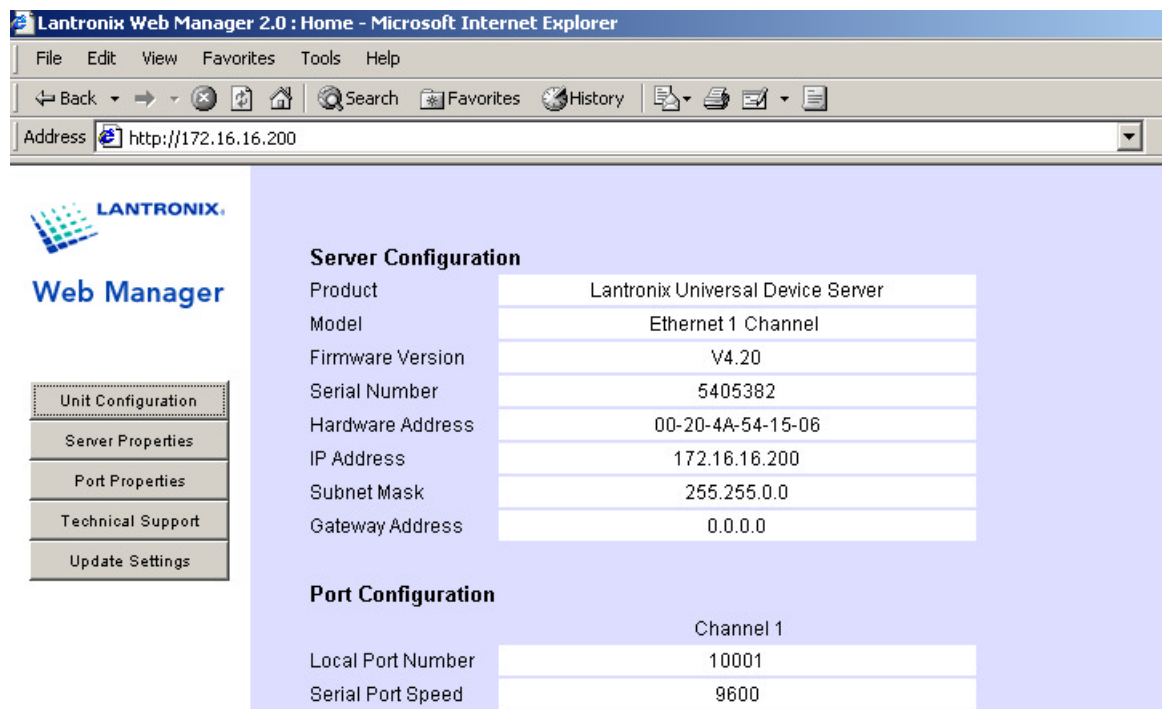 Lantronix Web Manager 2.0 : Home - Microsoft Internet Explorer
File Edit View Favorites Tools Help
Back Search Favorites History
Address http://172.16.16.200
LANTRONIX.
Web Manager
Unit Configuration
Server Properties
Port Properties
Technical Support
Update Settings
Server Configuration
Product Lantronix Universal Device Server
Model Ethernet 1 Channel
Firmware Version V4.20
Serial Number 5405382
Hardware Address 00-20-4A-54-15-06
IP Address 172.16.16.200
Subnet Mask 255.255.0.0
Gateway Address 0.0.0.0
Port Configuration
Channel 1
Local Port Number 10001
Serial Port Speed 9600